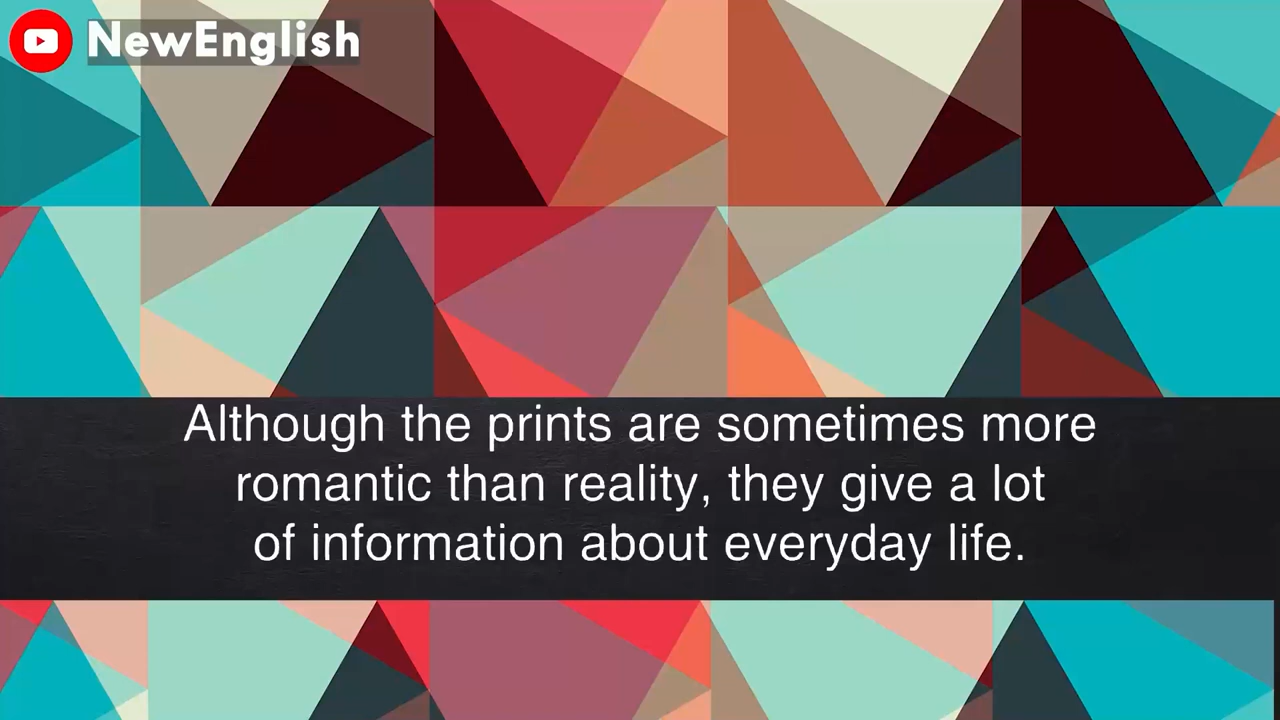 NewEnglish
Although the prints are sometimes more
romantic than reality, they give a lot
of information about everyday life.